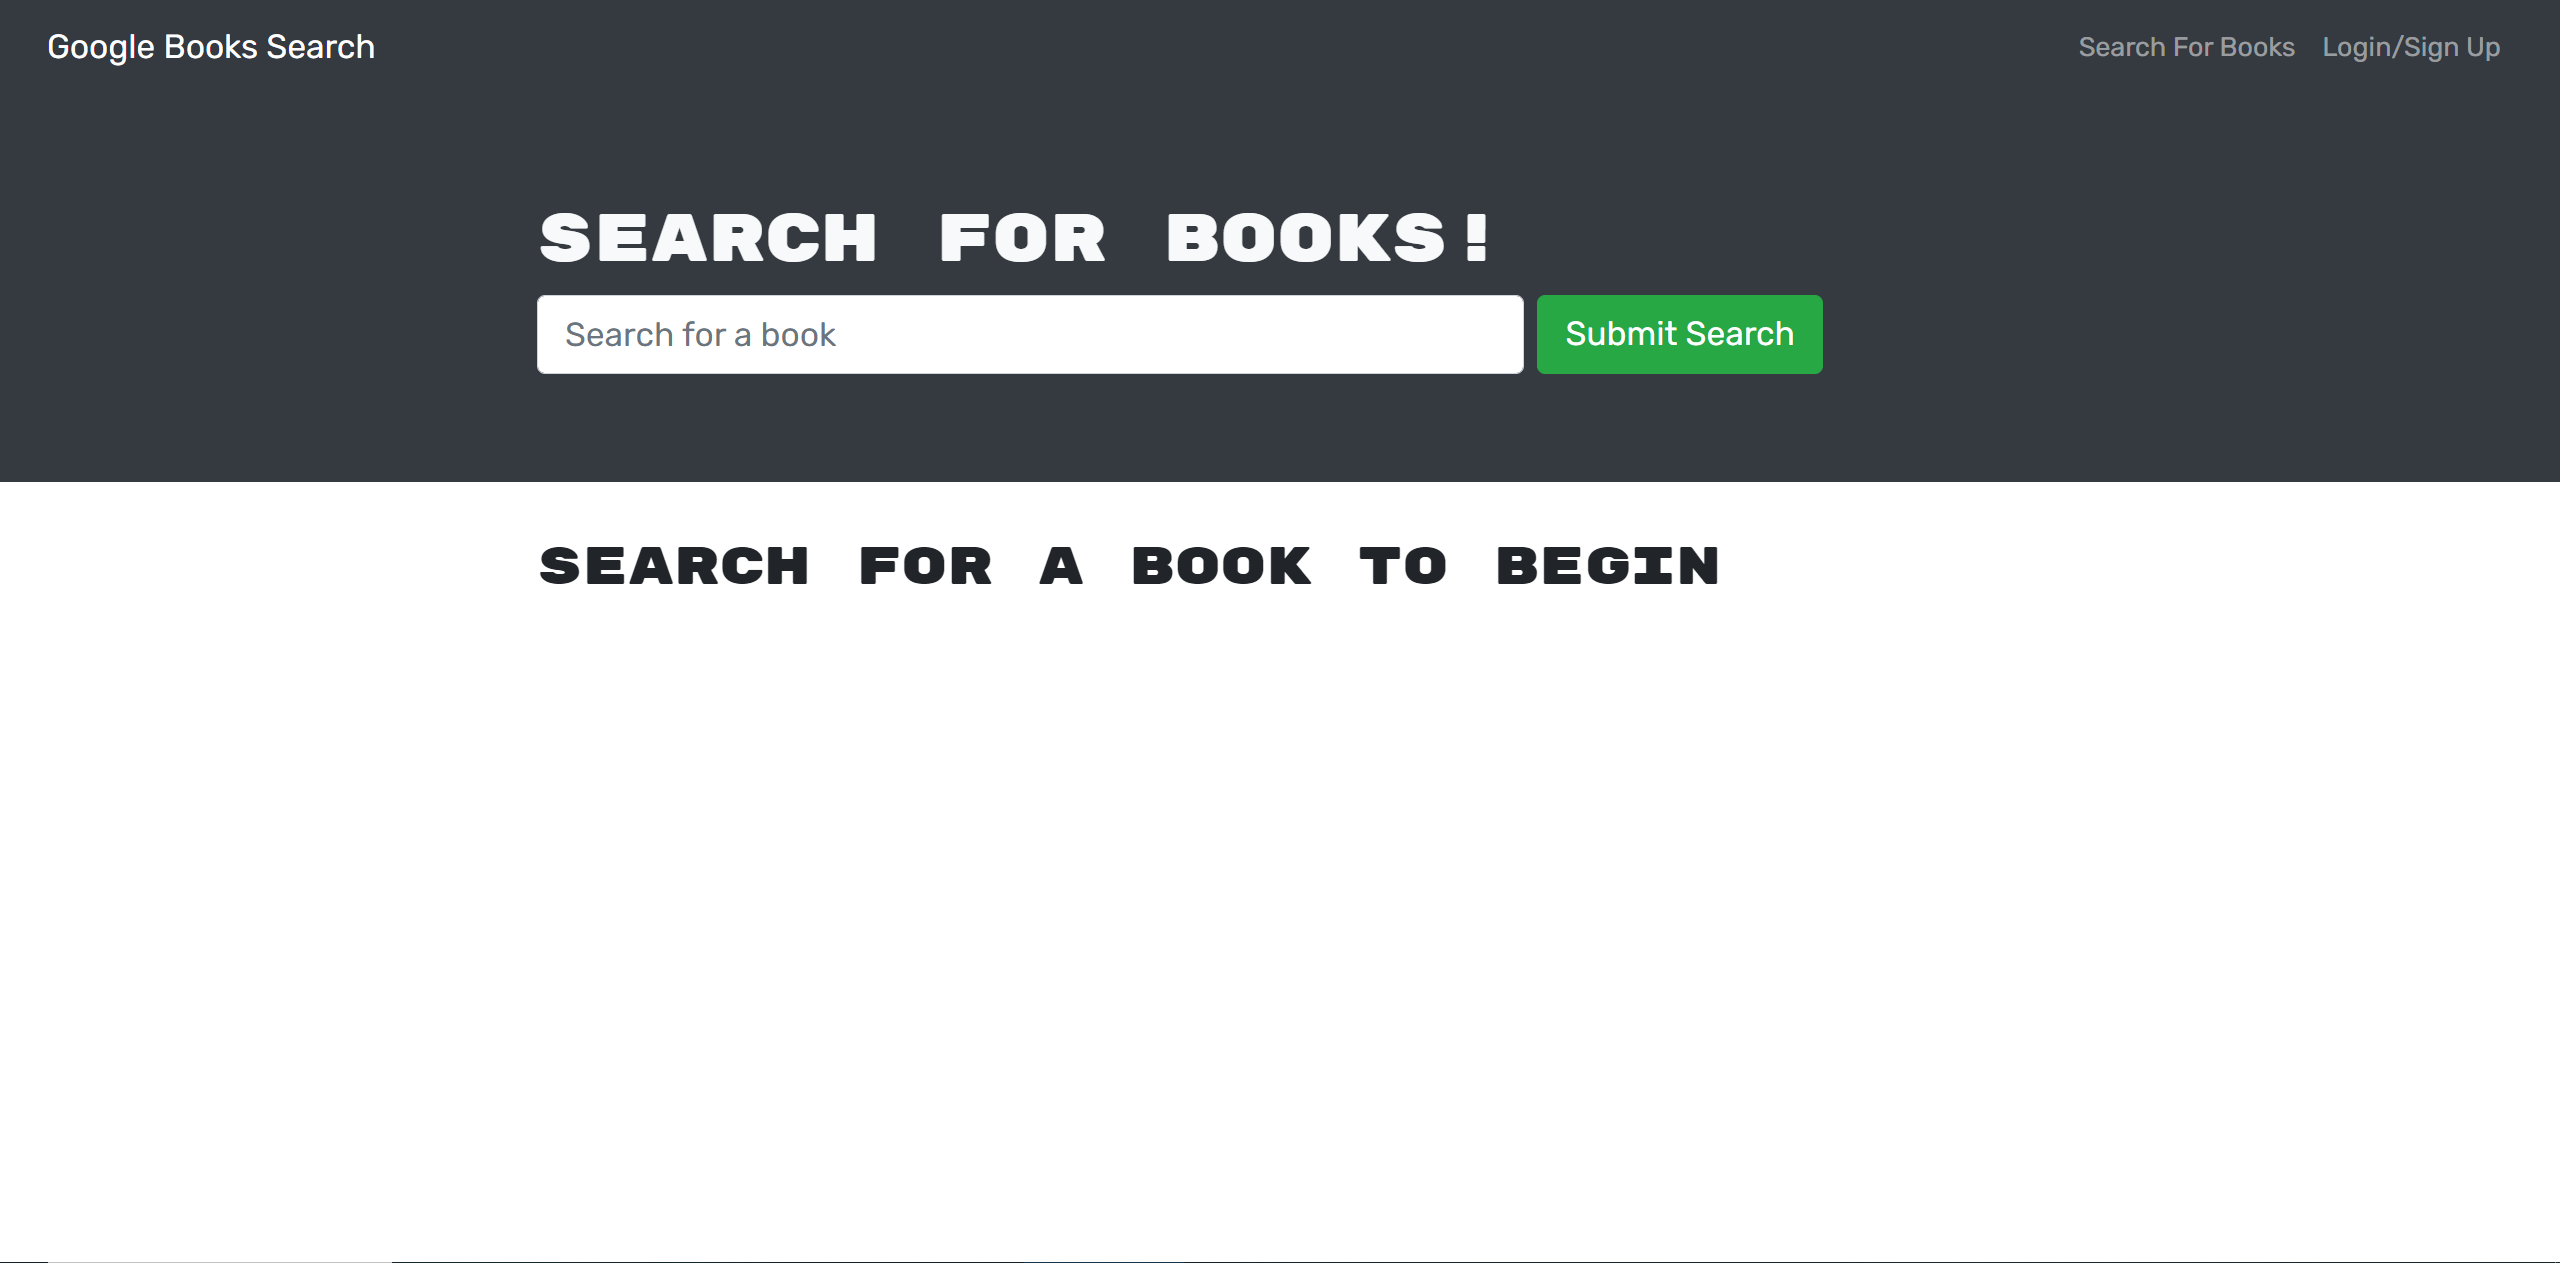 Google Books Search
Search For Books
Login/Sign Up
SEARCH FOR BOOKS!
Search for a book
Submit Search
SEARCH FOR A BOOK TO BEGIN